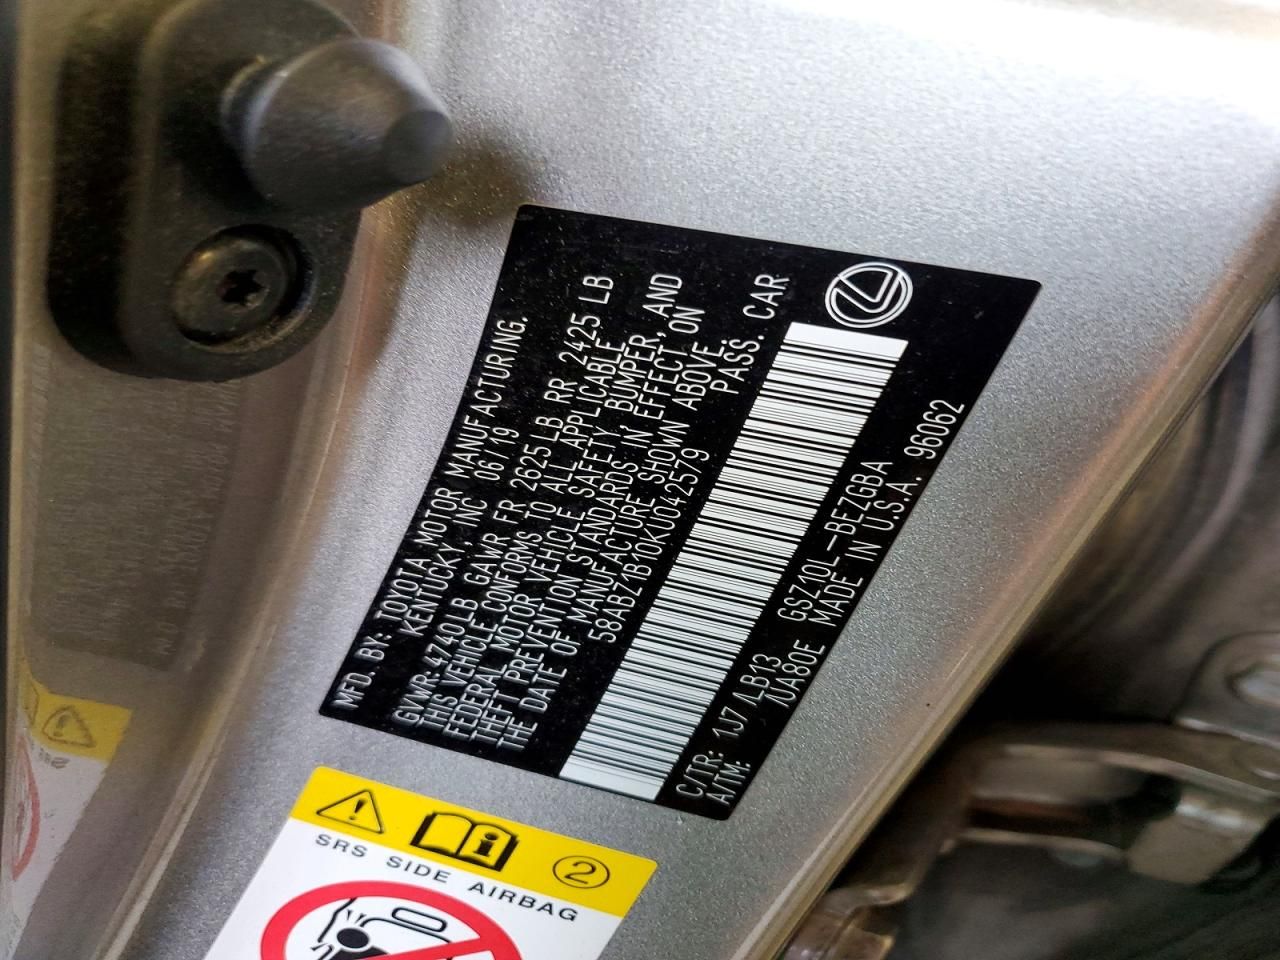 MFD. BY: TOYOTA MOTOR MANUFACTURING.
KENTUCKY, INC 06/19
GVWR 4740LB GAWR FR 2625LB RR 2425 LB
THIS VEHICLE CONFORMS TO ALL APPLICABLE
FEDERAL MOTOR VEHICLE SAFETY, BUMPER, AND
THEFT PREVENTION STANDARDS IN EFFECT ON
THE DATE OF MANUFACTURE SHOWN ABOVE.
58ABZ1B10KU042579 PASS. CAR
C/TR: 1J7 /LB13 GSZ10L-BEZGBA
A/TM: /UA80E MADE IN U.S.A. 96062
2
SRS SIDE AIRBAG